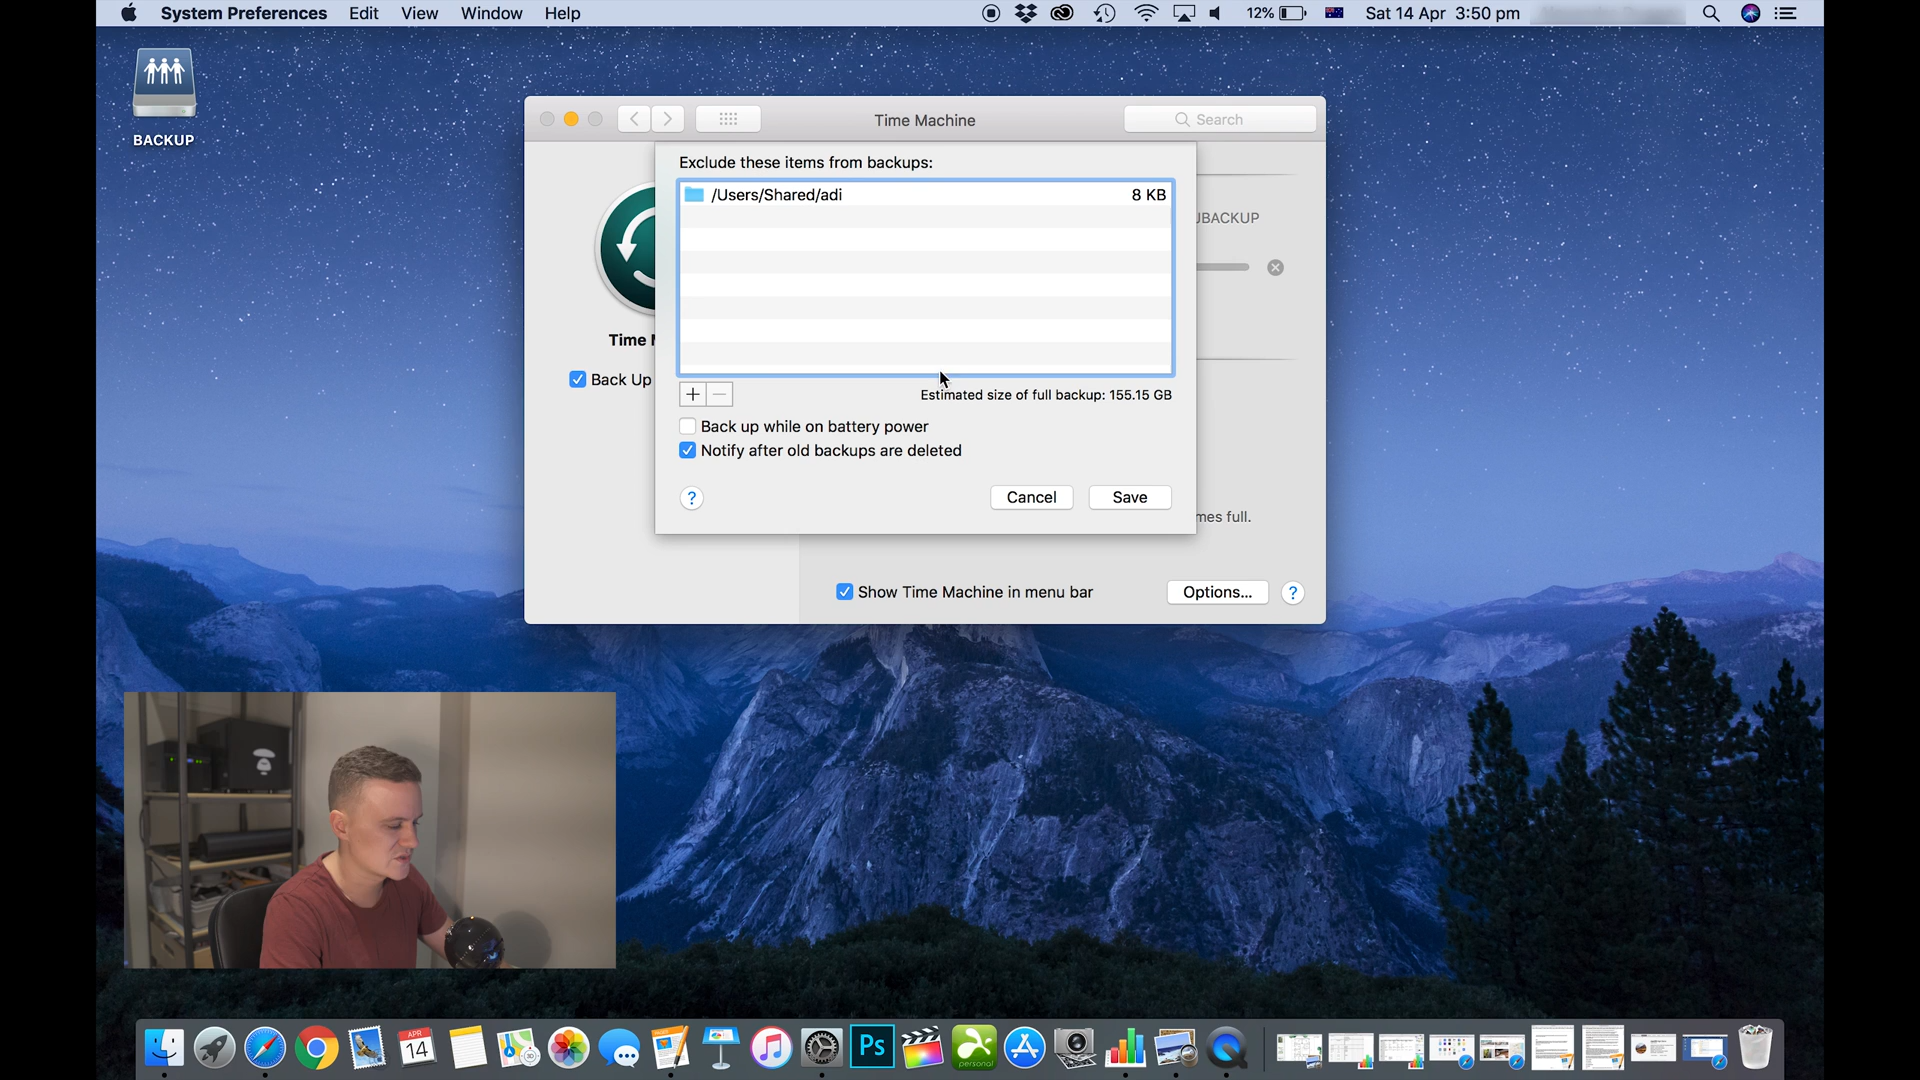 System Preferences Edit View Window Help 12% Sat 14 Apr 3:50 pm
BACKUP
Time Machine
Search
Exclude these items from backups:
/Users/Shared/adi 8 KB
BACKUP
Time
Back Up
+ − Estimated size of full backup: 155.15 GB
Back up while on battery power
Notify after old backups are deleted
? Cancel Save
mes full.
Show Time Machine in menu bar Options... ?
APR
14
Ps
personal